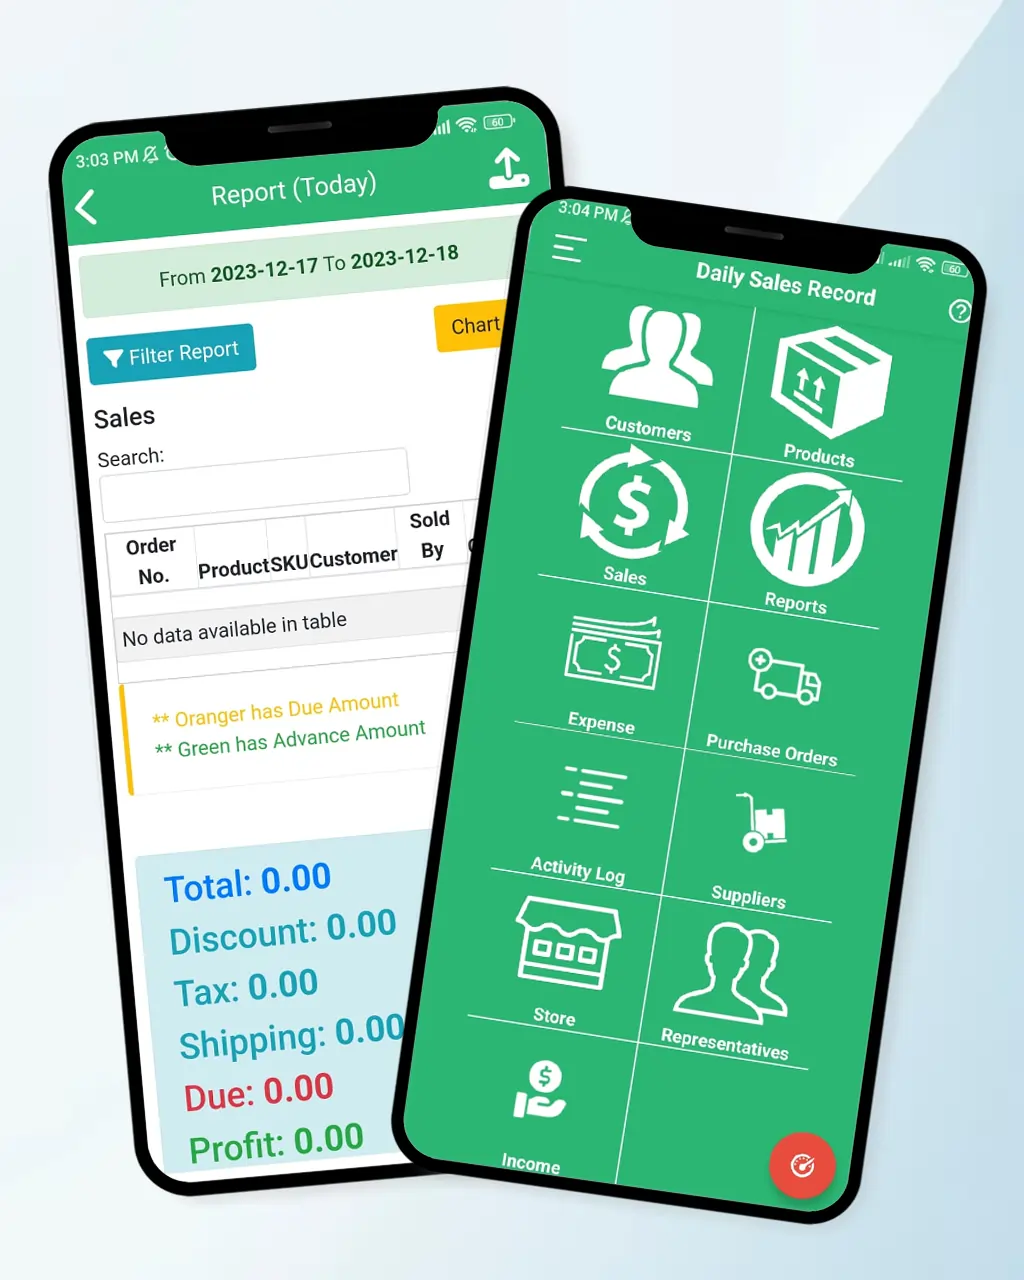 3:03 PM
60
Report (Today)
From 2023-12-17 To 2023-12-18
Filter Report
Chart
Sales
Search:
Order No.
Product
SKU
Customer
Sold By
No data available in table
** Oranger has Due Amount
** Green has Advance Amount
Total: 0.00
Discount: 0.00
Tax: 0.00
Shipping: 0.00
Due: 0.00
Profit: 0.00
3:04 PM
60
Daily Sales Record
?
Customers
Products
$
Sales
Reports
$
Expense
Purchase Orders
Activity Log
Suppliers
Store
Representatives
$
Income